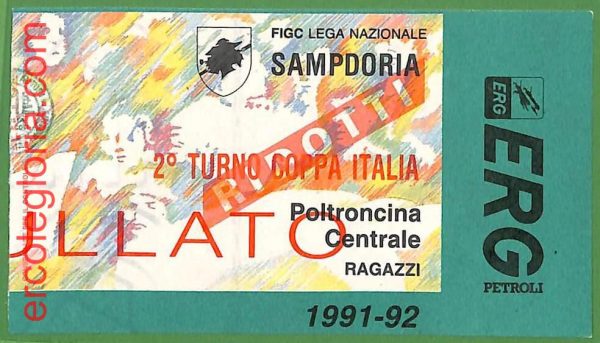 FIGC LEGA NAZIONALE
SAMPDORIA
RIDOTTI
2° TURNO COPPA ITALIA
LLATO
Poltroncina
Centrale
RAGAZZI
1991-92
ERG
ERG
PETROLI
ercolegloria.com